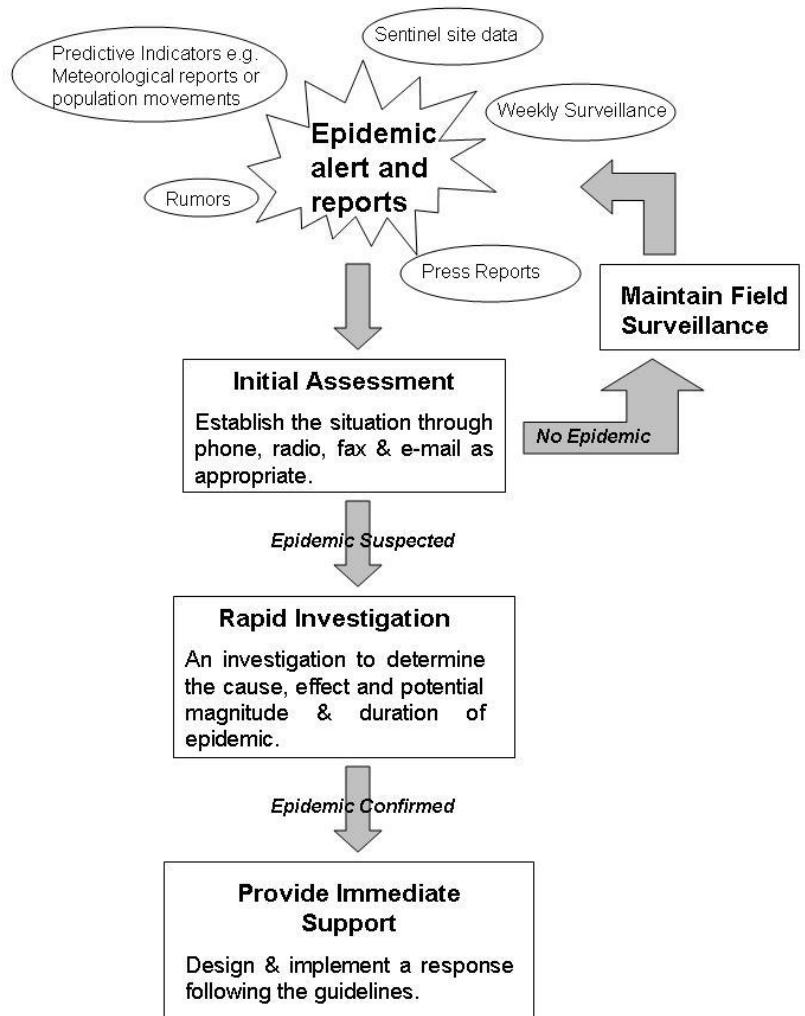 Sentinel site data
Predictive Indicators e.g.
Meteorological reports or
population movements
Weekly Surveillance
Epidemic
alert and
reports
Rumors
Press Reports
Maintain Field
Surveillance
Initial Assessment
Establish the situation through
phone, radio, fax & e-mail as
appropriate.
No Epidemic
Epidemic Suspected
Rapid Investigation
An investigation to determine
the cause, effect and potential
magnitude & duration of
epidemic.
Epidemic Confirmed
Provide Immediate
Support
Design & implement a response
following the guidelines.